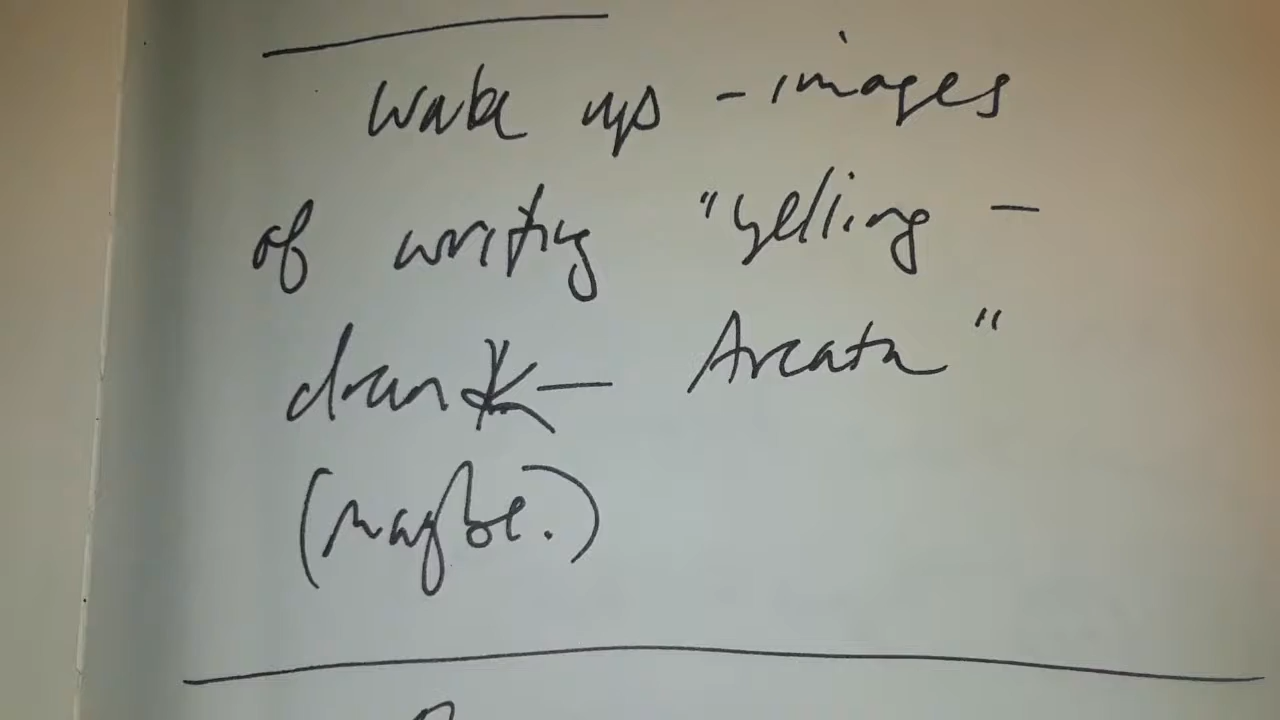 Wake up - images
of writing "yelling -
drunk — Arcata"
(maybe.)